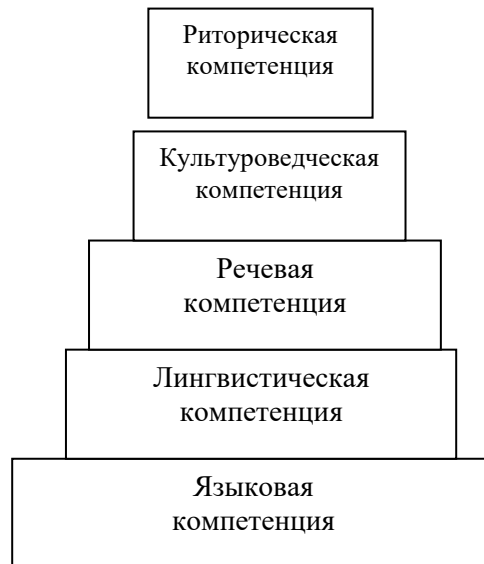 Риторическая
компетенция
Культуроведческая
компетенция
Речевая
компетенция
Лингвистическая
компетенция
Языковая
компетенция